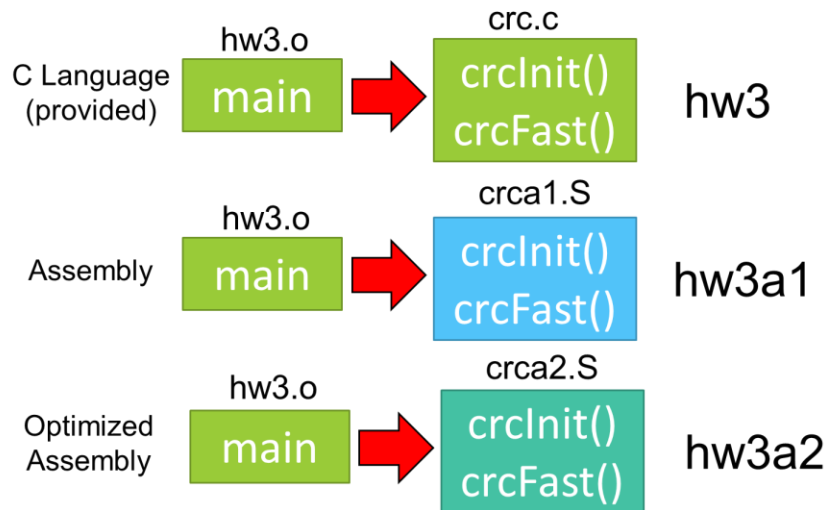 hw3.o
crc.c
C Language
(provided)
main
crcInit()
crcFast()
hw3
hw3.o
crca1.S
Assembly
main
crcInit()
crcFast()
hw3a1
hw3.o
crca2.S
Optimized
Assembly
main
crcInit()
crcFast()
hw3a2